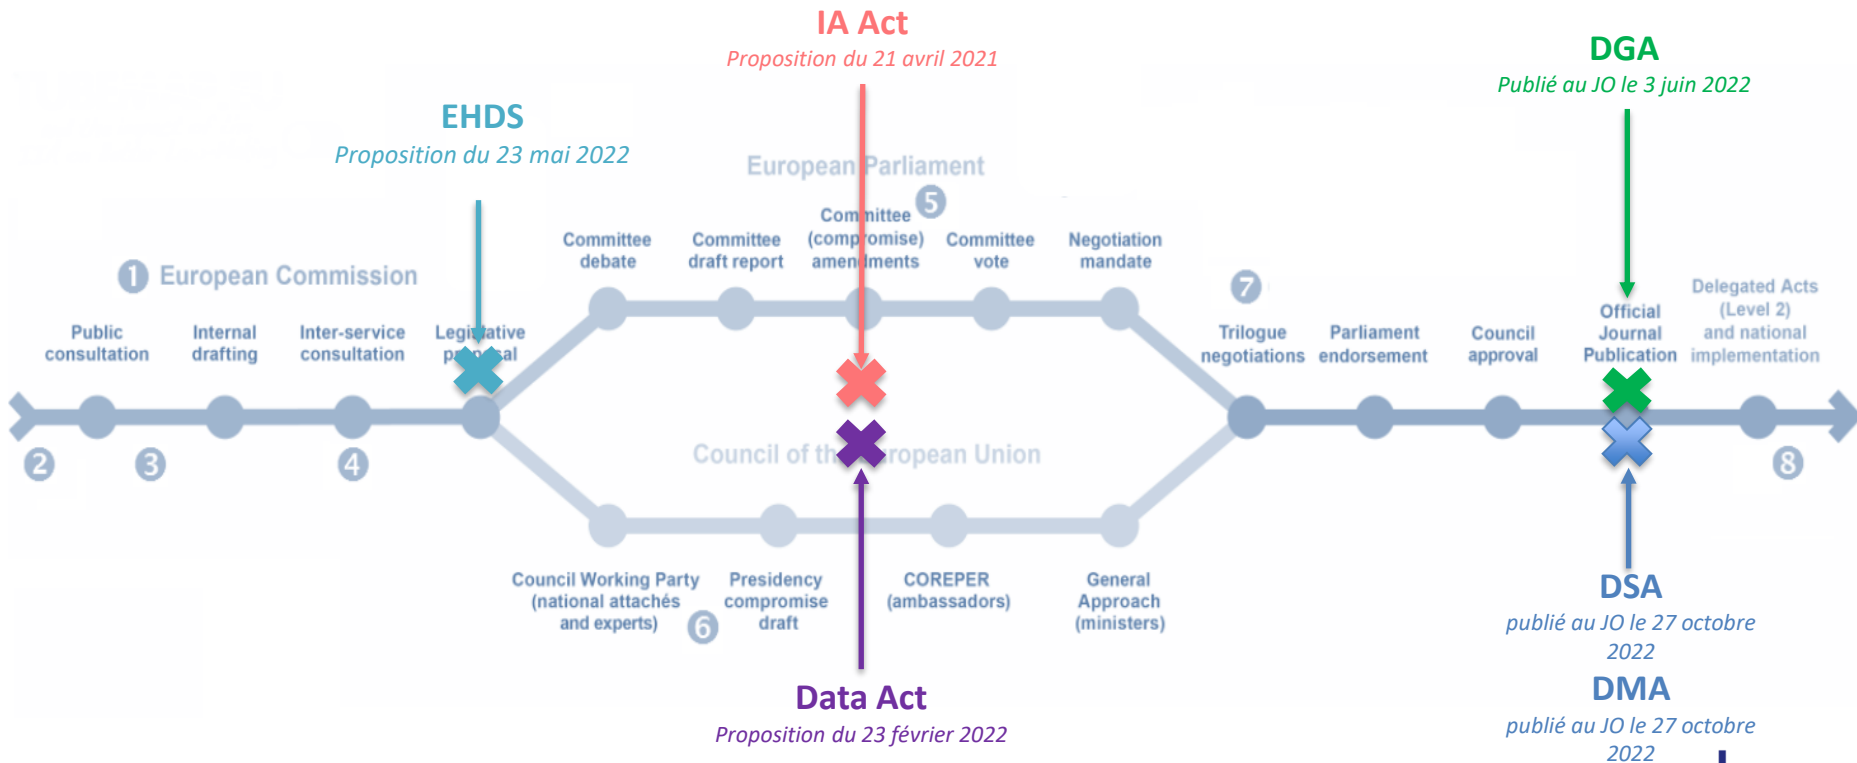 IA Act
Proposition du 21 avril 2021
DGA
Publié au JO le 3 juin 2022
EHDS
Proposition du 23 mai 2022
European Parliament
5
Committee
debate
Committee
draft report
Committee
(compromise)
amendments
Committee
vote
Negotiation
mandate
1 European Commission
7
Public
consultation
Internal
drafting
Inter-service
consultation
Legislative
proposal
Trilogue
negotiations
Parliament
endorsement
Council
approval
Official
Journal
Publication
Delegated Acts
(Level 2)
and national
implementation
2
3
4
Council of the European Union
8
Council Working Party
(national attachés
and experts)
6
Presidency
compromise
draft
COREPER
(ambassadors)
General
Approach
(ministers)
DSA
publié au JO le 27 octobre
2022
Data Act
Proposition du 23 février 2022
DMA
publié au JO le 27 octobre
2022